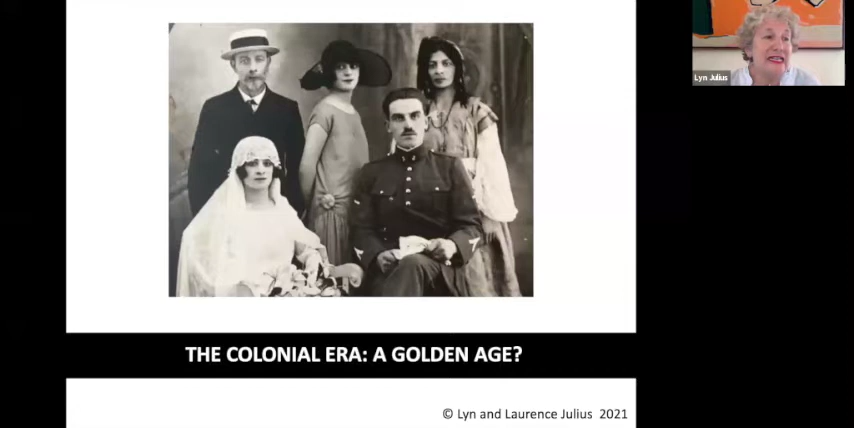 Lyn Julius
THE COLONIAL ERA: A GOLDEN AGE?
© Lyn and Laurence Julius 2021